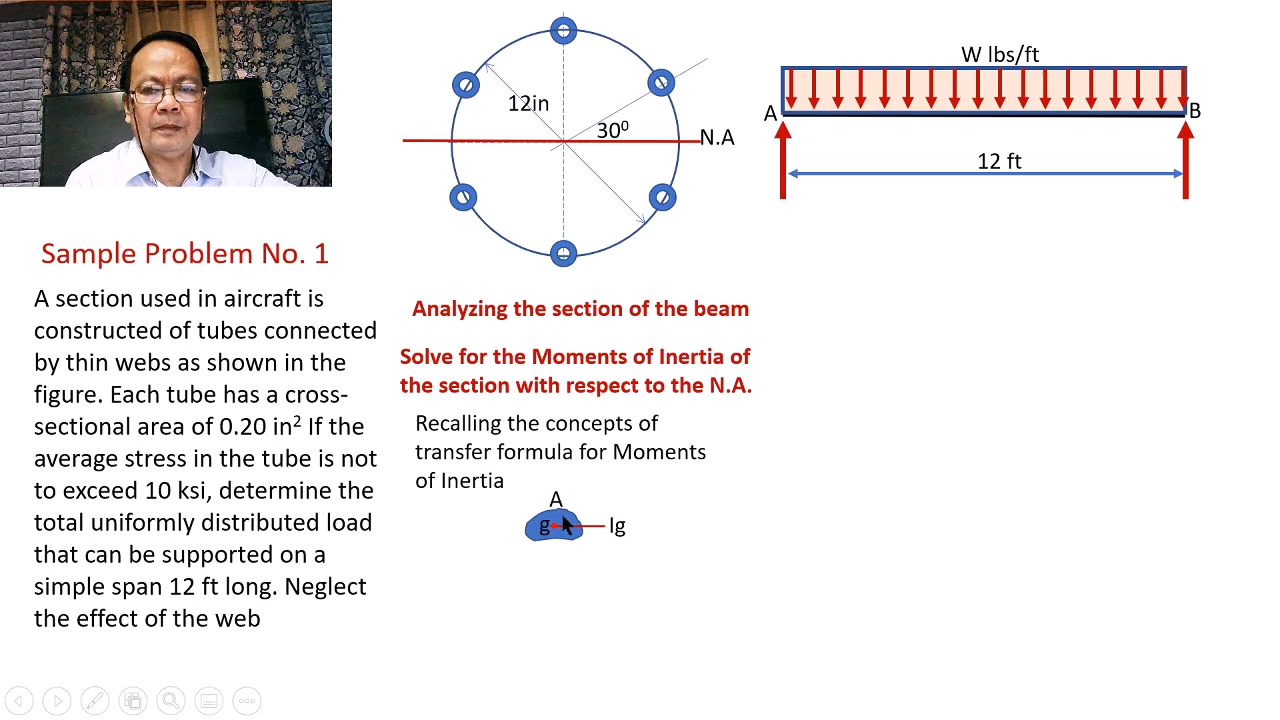 12in
30⁰
N.A
W lbs/ft
A
B
12 ft
Sample Problem No. 1
A section used in aircraft is
constructed of tubes connected
by thin webs as shown in the
figure. Each tube has a cross-
sectional area of 0.20 in² If the
average stress in the tube is not
to exceed 10 ksi, determine the
total uniformly distributed load
that can be supported on a
simple span 12 ft long. Neglect
the effect of the web
Analyzing the section of the beam
Solve for the Moments of Inertia of
the section with respect to the N.A.
Recalling the concepts of
transfer formula for Moments
of Inertia
A
g
Ig